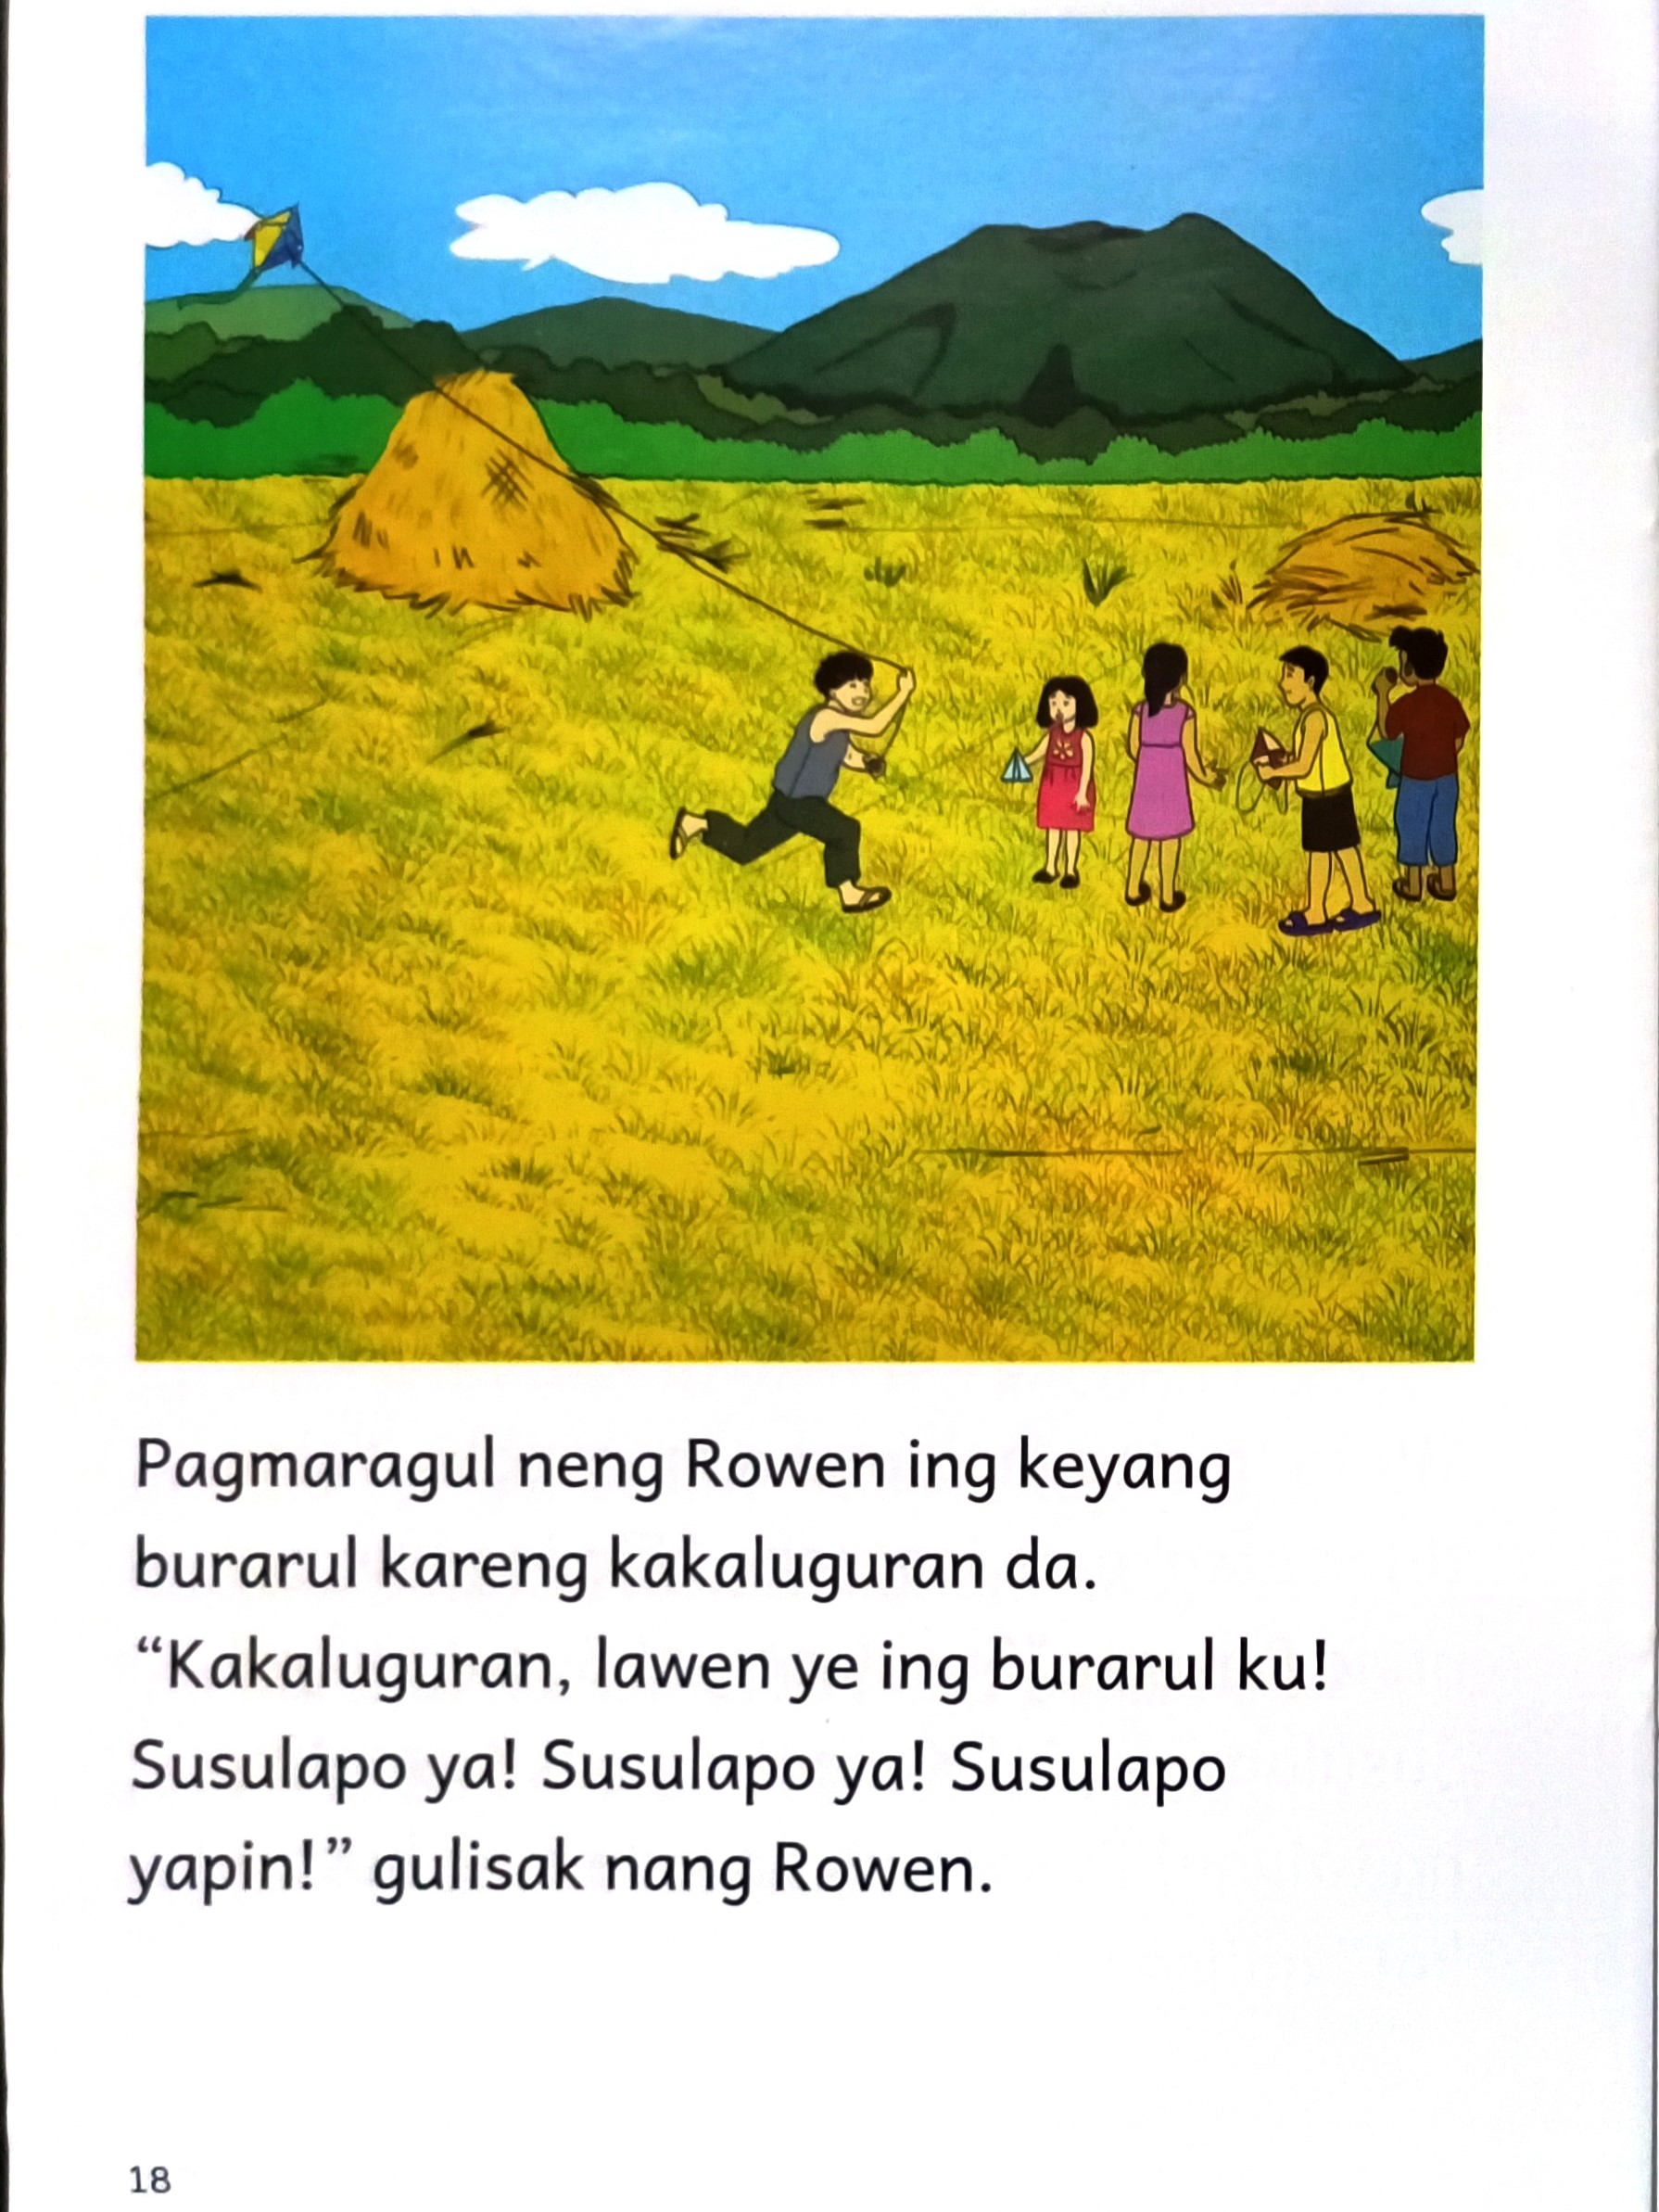 Pagmaragul neng Rowen ing keyang
burarul kareng kakaluguran da.
“Kakaluguran, lawen ye ing burarul ku!
Susulapo ya! Susulapo ya! Susulapo
yapin!” gulisak nang Rowen.
18